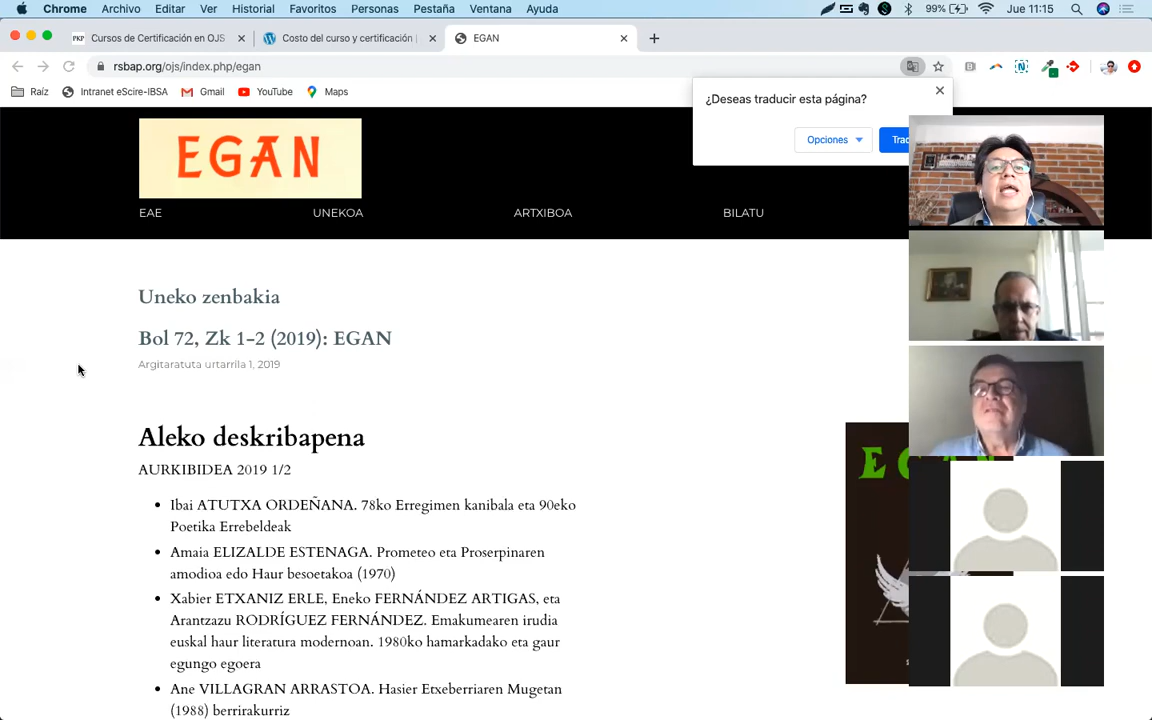 Chrome Archivo Editar Ver Historial Favoritos Personas Pestaña Ventana Ayuda 99% Jue 11:15
PKP Cursos de Certificación en OJS Costo del curso y certificación EGAN
rsbap.org/ojs/index.php/egan
Raíz Intranet eScire-IBSA Gmail YouTube Maps
¿Deseas traducir esta página?
Opciones
EGAN
EAE UNEKOA ARTXIBOA BILATU
Uneko zenbakia
Bol 72, Zk 1-2 (2019): EGAN
Argitaratuta urtarrila 1, 2019
Aleko deskribapena
AURKIBIDEA 2019 1/2
• Ibai ATUTXA ORDEÑANA. 78ko Erregimen kanibala eta 90eko
Poetika Errebeldeak
• Amaia ELIZALDE ESTENAGA. Prometeo eta Proserpinaren
amodioa edo Haur besoetakoa (1970)
• Xabier ETXANIZ ERLE, Eneko FERNÁNDEZ ARTIGAS, eta
Arantzazu RODRÍGUEZ FERNÁNDEZ. Emakumearen irudia
euskal haur literatura modernoan. 1980ko hamarkadako eta gaur
egungo egoera
• Ane VILLAGRAN ARRASTOA. Hasier Etxeberriaren Mugetan
(1988) berrirakurriz